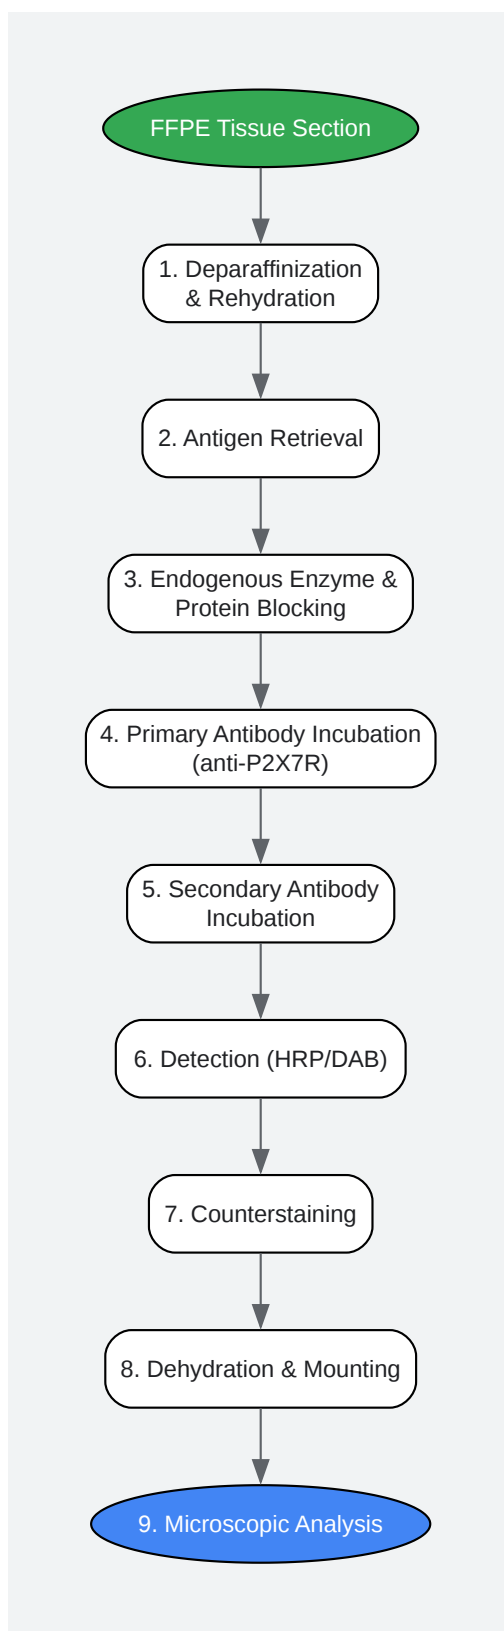 FFPE Tissue Section
1. Deparaffinization
& Rehydration
2. Antigen Retrieval
3. Endogenous Enzyme &
Protein Blocking
4. Primary Antibody Incubation
(anti-P2X7R)
5. Secondary Antibody
Incubation
6. Detection (HRP/DAB)
7. Counterstaining
8. Dehydration & Mounting
9. Microscopic Analysis